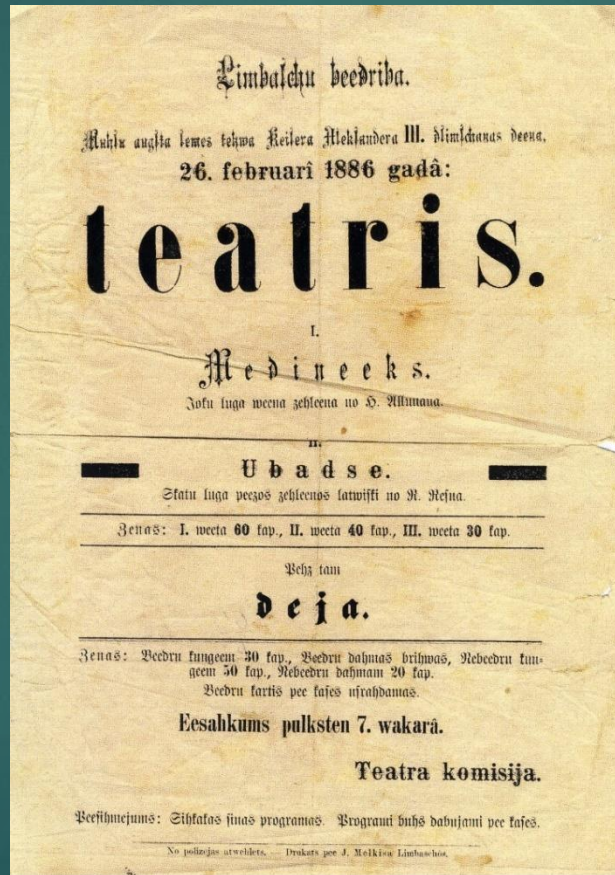 Limbaschu beedriba.
Muhſu augſta ſemes tehwa Keiſera Alekſandera III. dſimſchanas deena,
26. februarî 1886 gadâ:
teatris.
I.
Medineeks.
Joku luga weena zehleena no H. Allunana.
II.
Ubadse.
Skatu luga peezos zehleenos latwiſki no R. Reſna.
Zenas: I. weeta 60 kap., II. weeta 40 kap., III. weeta 30 kap.
Pehz tam
deja.
Zenas: Beedru kungeem 30 kap., Beedru dahmas brihwas, Nebeedru kun-
geem 50 kap., Nebeedru dahmam 20 kap.
Beedru kartis pee kaſes uſrahdamas.
Eesahkums pulksten 7. wakarâ.
Teatra komisija.
Peeſihmejums: Sihkakas ſinas programas. Programi buhs dabujami pee kaſes.
No polizejas atwehlets. — Drukats pee J. Melkisa Limbaschôs.